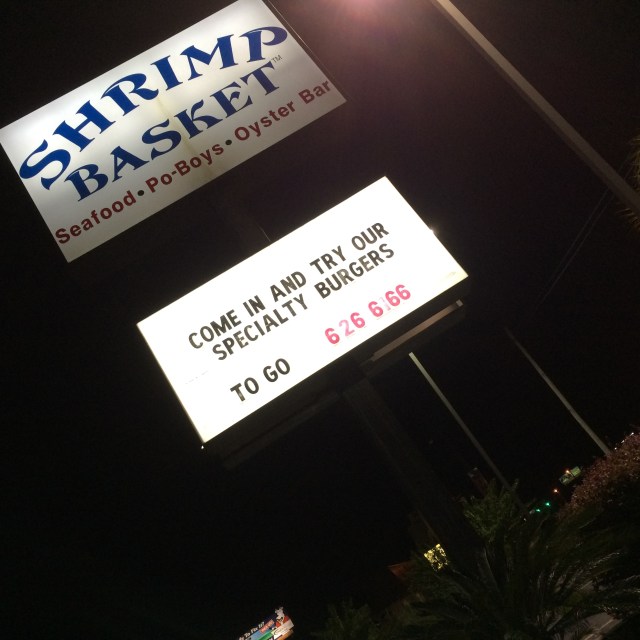 SHRIMP
BASKET™
Seafood • Po-Boys • Oyster Bar
COME IN AND TRY OUR
SPECIALTY BURGERS
TO GO 626 6166